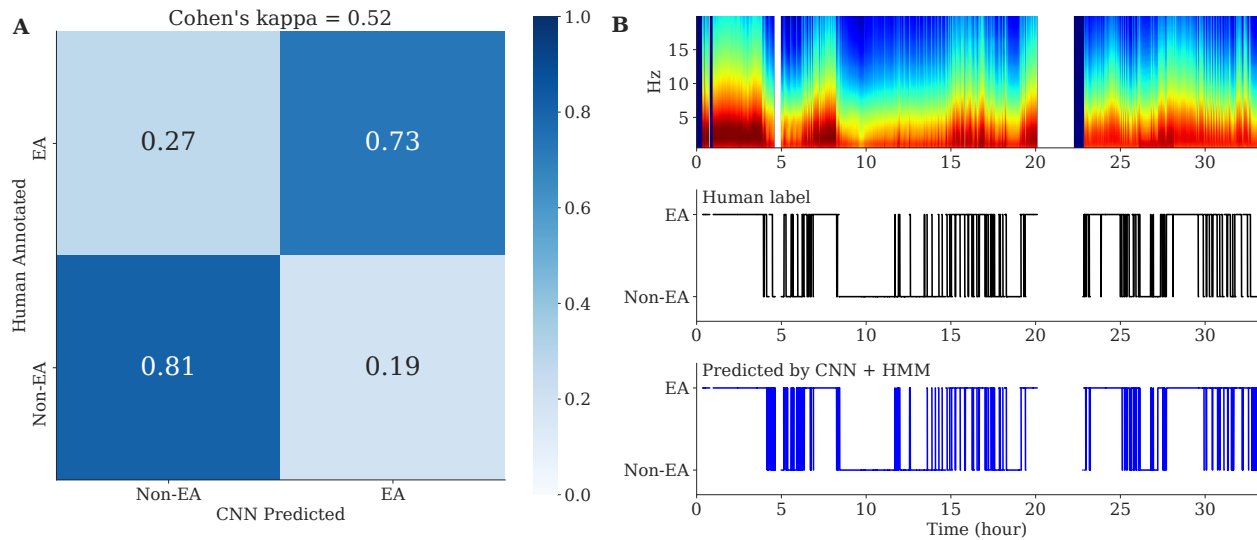 A
Cohen's kappa = 0.52
Human Annotated
EA
Non-EA
0.27
0.73
0.81
0.19
Non-EA
EA
CNN Predicted
1.0
0.8
0.6
0.4
0.2
0.0
B
Hz
15
10
5
0
5
10
15
20
25
30
Human label
EA
Non-EA
0
5
10
15
20
25
30
Predicted by CNN + HMM
EA
Non-EA
0
5
10
15
20
25
30
Time (hour)